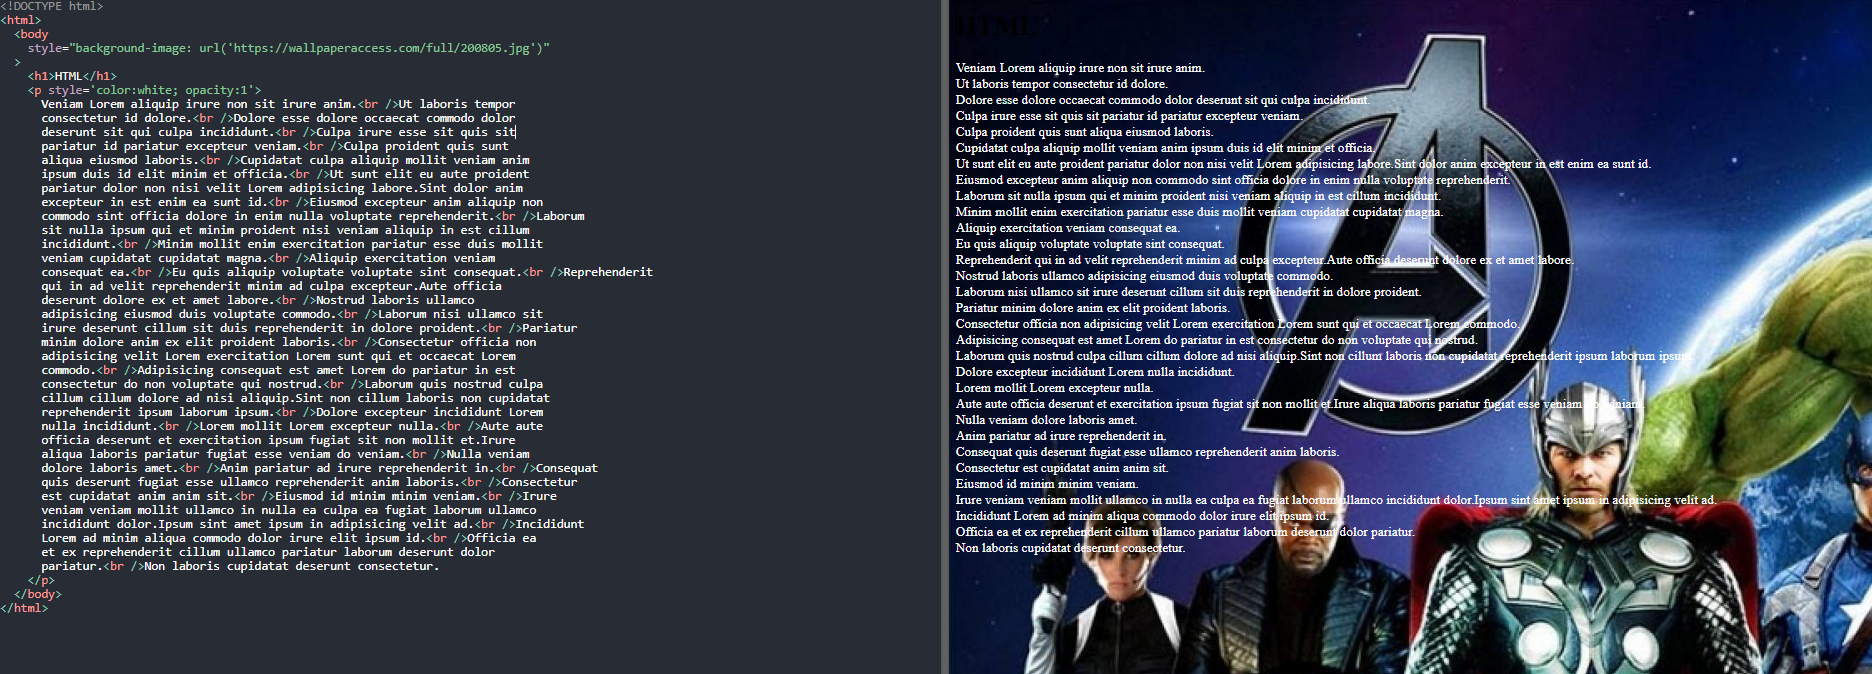 <!DOCTYPE html>
<html>
<body
style="background-image: url('https://wallpaperaccess.com/full/200805.jpg')"
>
<h1>HTML</h1>
<p style='color:white; opacity:1'>
Veniam Lorem aliquip irure non sit irure anim.<br />Ut laboris tempor
consectetur id dolore.<br />Dolore esse dolore occaecat commodo dolor
deserunt sit qui culpa incididunt.<br />Culpa irure esse sit quis sit
pariatur id pariatur excepteur veniam.<br />Culpa proident quis sunt
aliqua eiusmod laboris.<br />Cupidatat culpa aliquip mollit veniam anim
ipsum duis id elit minim et officia.<br />Ut sunt elit eu aute proident
pariatur dolor non nisi velit Lorem adipisicing labore.Sint dolor anim
excepteur in est enim ea sunt id.<br />Eiusmod excepteur anim aliquip non
commodo sint officia dolore in enim nulla voluptate reprehenderit.<br />Laborum
sit nulla ipsum qui et minim proident nisi veniam aliquip in est cillum
incididunt.<br />Minim mollit enim exercitation pariatur esse duis mollit
veniam cupidatat cupidatat magna.<br />Aliquip exercitation veniam
consequat ea.<br />Eu quis aliquip voluptate voluptate sint consequat.<br />Reprehenderit
qui in ad velit reprehenderit minim ad culpa excepteur.Aute officia
deserunt dolore ex et amet labore.<br />Nostrud laboris ullamco
adipisicing eiusmod duis voluptate commodo.<br />Laborum nisi ullamco sit
irure deserunt cillum sit duis reprehenderit in dolore proident.<br />Pariatur
minim dolore anim ex elit proident laboris.<br />Consectetur officia non
adipisicing velit Lorem exercitation Lorem sunt qui et occaecat Lorem
commodo.<br />Adipisicing consequat est amet Lorem do pariatur in est
consectetur do non voluptate qui nostrud.<br />Laborum quis nostrud culpa
cillum cillum dolore ad nisi aliquip.Sint non cillum laboris non cupidatat
reprehenderit ipsum laborum ipsum.<br />Dolore excepteur incididunt Lorem
nulla incididunt.<br />Lorem mollit Lorem excepteur nulla.<br />Aute aute
officia deserunt et exercitation ipsum fugiat sit non mollit et.Irure
aliqua laboris pariatur fugiat esse veniam do veniam.<br />Nulla veniam
dolore laboris amet.<br />Anim pariatur ad irure reprehenderit in.<br />Consequat
quis deserunt fugiat esse ullamco reprehenderit anim laboris.<br />Consectetur
est cupidatat anim anim sit.<br />Eiusmod id minim minim veniam.<br />Irure
veniam veniam mollit ullamco in nulla ea culpa ea fugiat laborum ullamco
incididunt dolor.Ipsum sint amet ipsum in adipisicing velit ad.<br />Incididunt
Lorem ad minim aliqua commodo dolor irure elit ipsum id.<br />Officia ea
et ex reprehenderit cillum ullamco pariatur laborum deserunt dolor
pariatur.<br />Non laboris cupidatat deserunt consectetur.
</p>
</body>
</html>
HTML
Veniam Lorem aliquip irure non sit irure anim.
Ut laboris tempor consectetur id dolore.
Dolore esse dolore occaecat commodo dolor deserunt sit qui culpa incididunt.
Culpa irure esse sit quis sit pariatur id pariatur excepteur veniam.
Culpa proident quis sunt aliqua eiusmod laboris.
Cupidatat culpa aliquip mollit veniam anim ipsum duis id elit minim et officia.
Ut sunt elit eu aute proident pariatur dolor non nisi velit Lorem adipisicing labore.Sint dolor anim excepteur in est enim ea sunt id.
Eiusmod excepteur anim aliquip non commodo sint officia dolore in enim nulla voluptate reprehenderit.
Laborum sit nulla ipsum qui et minim proident nisi veniam aliquip in est cillum incididunt.
Minim mollit enim exercitation pariatur esse duis mollit veniam cupidatat cupidatat magna.
Aliquip exercitation veniam consequat ea.
Eu quis aliquip voluptate voluptate sint consequat.
Reprehenderit qui in ad velit reprehenderit minim ad culpa excepteur.Aute officia deserunt dolore ex et amet labore.
Nostrud laboris ullamco adipisicing eiusmod duis voluptate commodo.
Laborum nisi ullamco sit irure deserunt cillum sit duis reprehenderit in dolore proident.
Pariatur minim dolore anim ex elit proident laboris.
Consectetur officia non adipisicing velit Lorem exercitation Lorem sunt qui et occaecat Lorem commodo.
Adipisicing consequat est amet Lorem do pariatur in est consectetur do non voluptate qui nostrud.
Laborum quis nostrud culpa cillum cillum dolore ad nisi aliquip.Sint non cillum laboris non cupidatat reprehenderit ipsum laborum ipsum.
Dolore excepteur incididunt Lorem nulla incididunt.
Lorem mollit Lorem excepteur nulla.
Aute aute officia deserunt et exercitation ipsum fugiat sit non mollit et.Irure aliqua laboris pariatur fugiat esse veniam do veniam.
Nulla veniam dolore laboris amet.
Anim pariatur ad irure reprehenderit in.
Consequat quis deserunt fugiat esse ullamco reprehenderit anim laboris.
Consectetur est cupidatat anim anim sit.
Eiusmod id minim minim veniam.
Irure veniam veniam mollit ullamco in nulla ea culpa ea fugiat laborum ullamco incididunt dolor.Ipsum sint amet ipsum in adipisicing velit ad.
Incididunt Lorem ad minim aliqua commodo dolor irure elit ipsum id.
Officia ea et ex reprehenderit cillum ullamco pariatur laborum deserunt dolor pariatur.
Non laboris cupidatat deserunt consectetur.